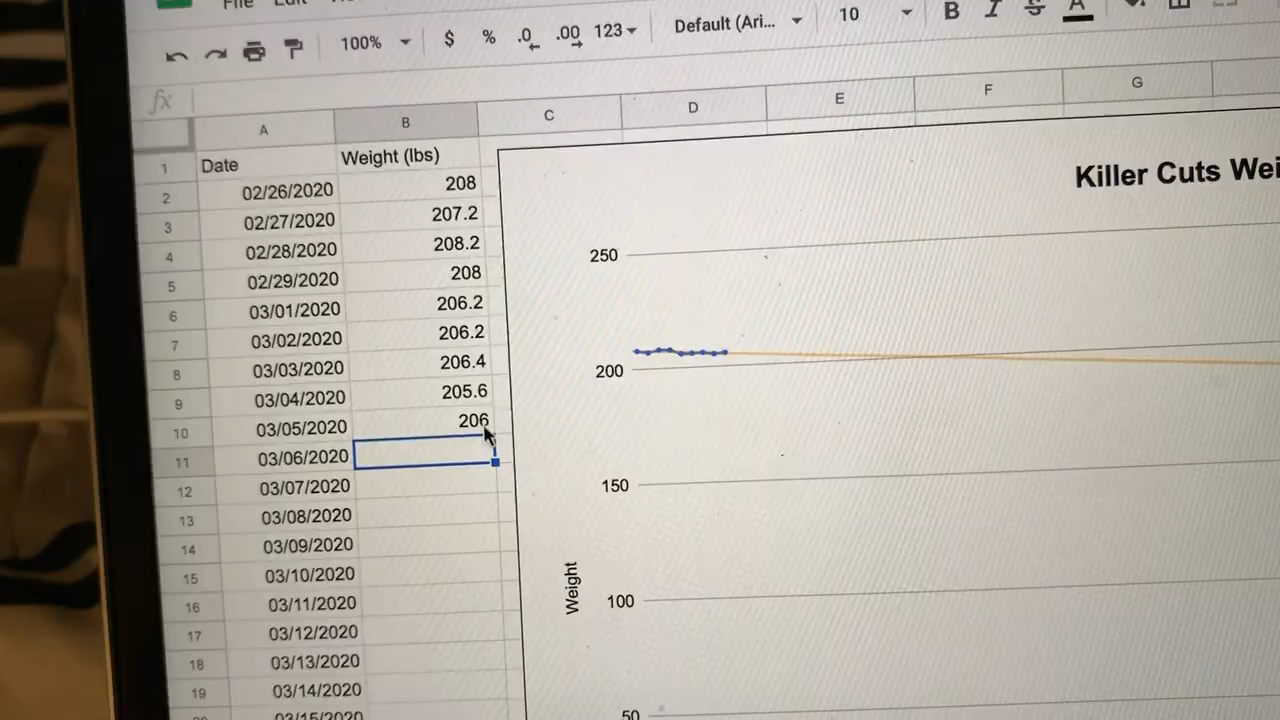 File Edit
100% $ % .0 .00 123 Default (Ari... 10 B I S A
fx
A B C D E F G
1 Date Weight (lbs)
2 02/26/2020 208
3 02/27/2020 207.2
4 02/28/2020 208.2
5 02/29/2020 208
6 03/01/2020 206.2
7 03/02/2020 206.2
8 03/03/2020 206.4
9 03/04/2020 205.6
10 03/05/2020 206
11 03/06/2020
12 03/07/2020
13 03/08/2020
14 03/09/2020
15 03/10/2020
16 03/11/2020
17 03/12/2020
18 03/13/2020
19 03/14/2020
20 03/15/2020
Killer Cuts Wei
250
200
150
100
50
Weight